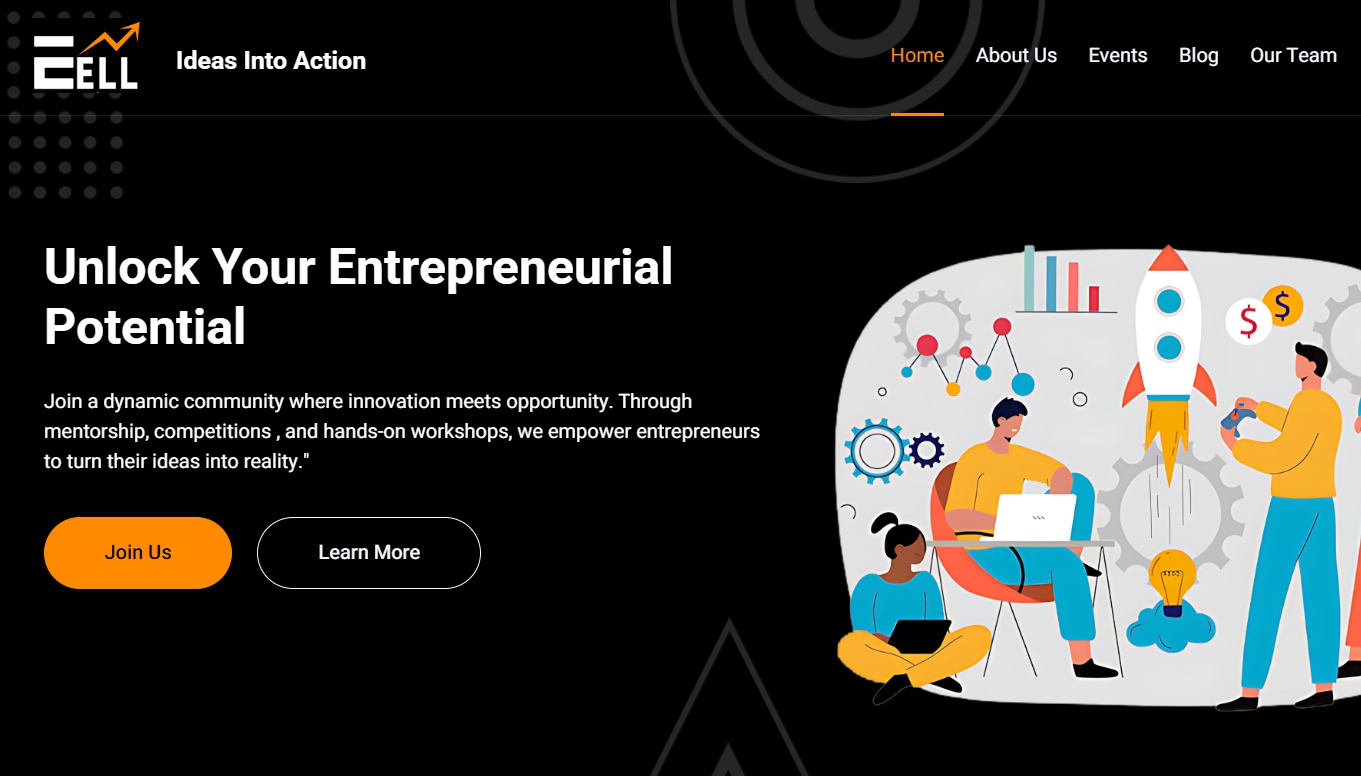 ECELL
Ideas Into Action
Home About Us Events Blog Our Team
Unlock Your Entrepreneurial
Potential
Join a dynamic community where innovation meets opportunity. Through
mentorship, competitions , and hands-on workshops, we empower entrepreneurs
to turn their ideas into reality."
Join Us Learn More
$ $